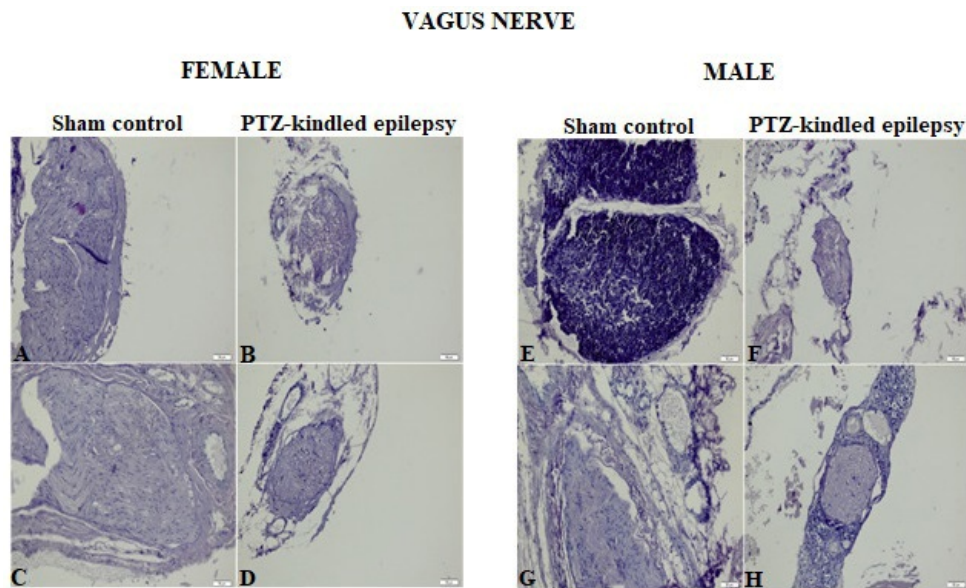 VAGUS NERVE
FEMALE
MALE
Sham control
PTZ-kindled epilepsy
Sham control
PTZ-kindled epilepsy
A
B
E
F
C
D
G
H